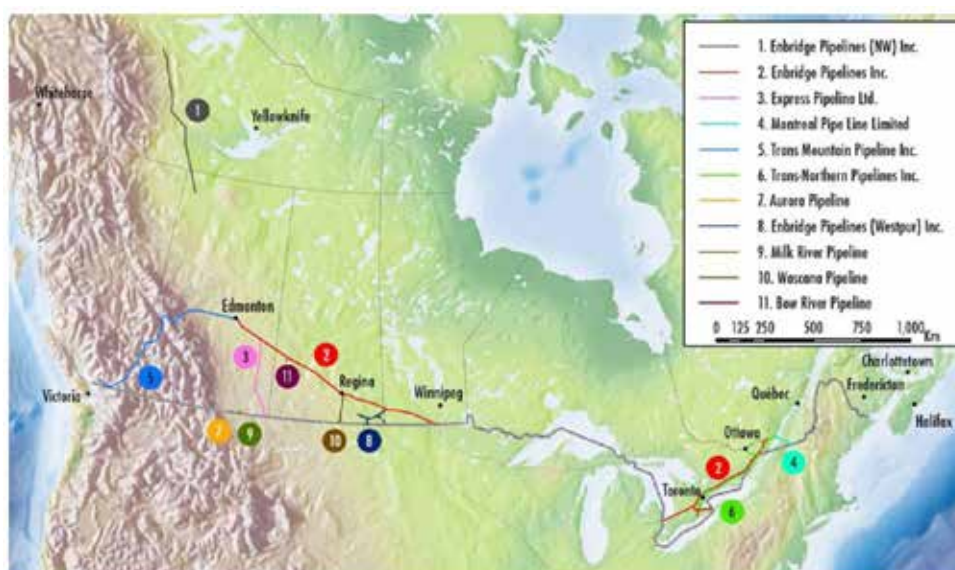 1. Enbridge Pipelines (NW) Inc.
2. Enbridge Pipelines Inc.
3. Express Pipeline Ltd.
4. Montreal Pipe Line Limited
5. Trans Mountain Pipeline Inc.
6. Trans-Northern Pipelines Inc.
7. Aurora Pipeline
8. Enbridge Pipelines (Westpur) Inc.
9. Milk River Pipeline
10. Wascana Pipeline
11. Bow River Pipeline
0 125 250 500 750 1,000
Km
Whitehorse
1
Yellowknife
Edmonton
3
2
11
5
Regina
Victoria
Winnipeg
7
9
10
8
Charlottetown
Québec
Fredericton
Halifax
Ottawa
2
4
Toronto
6